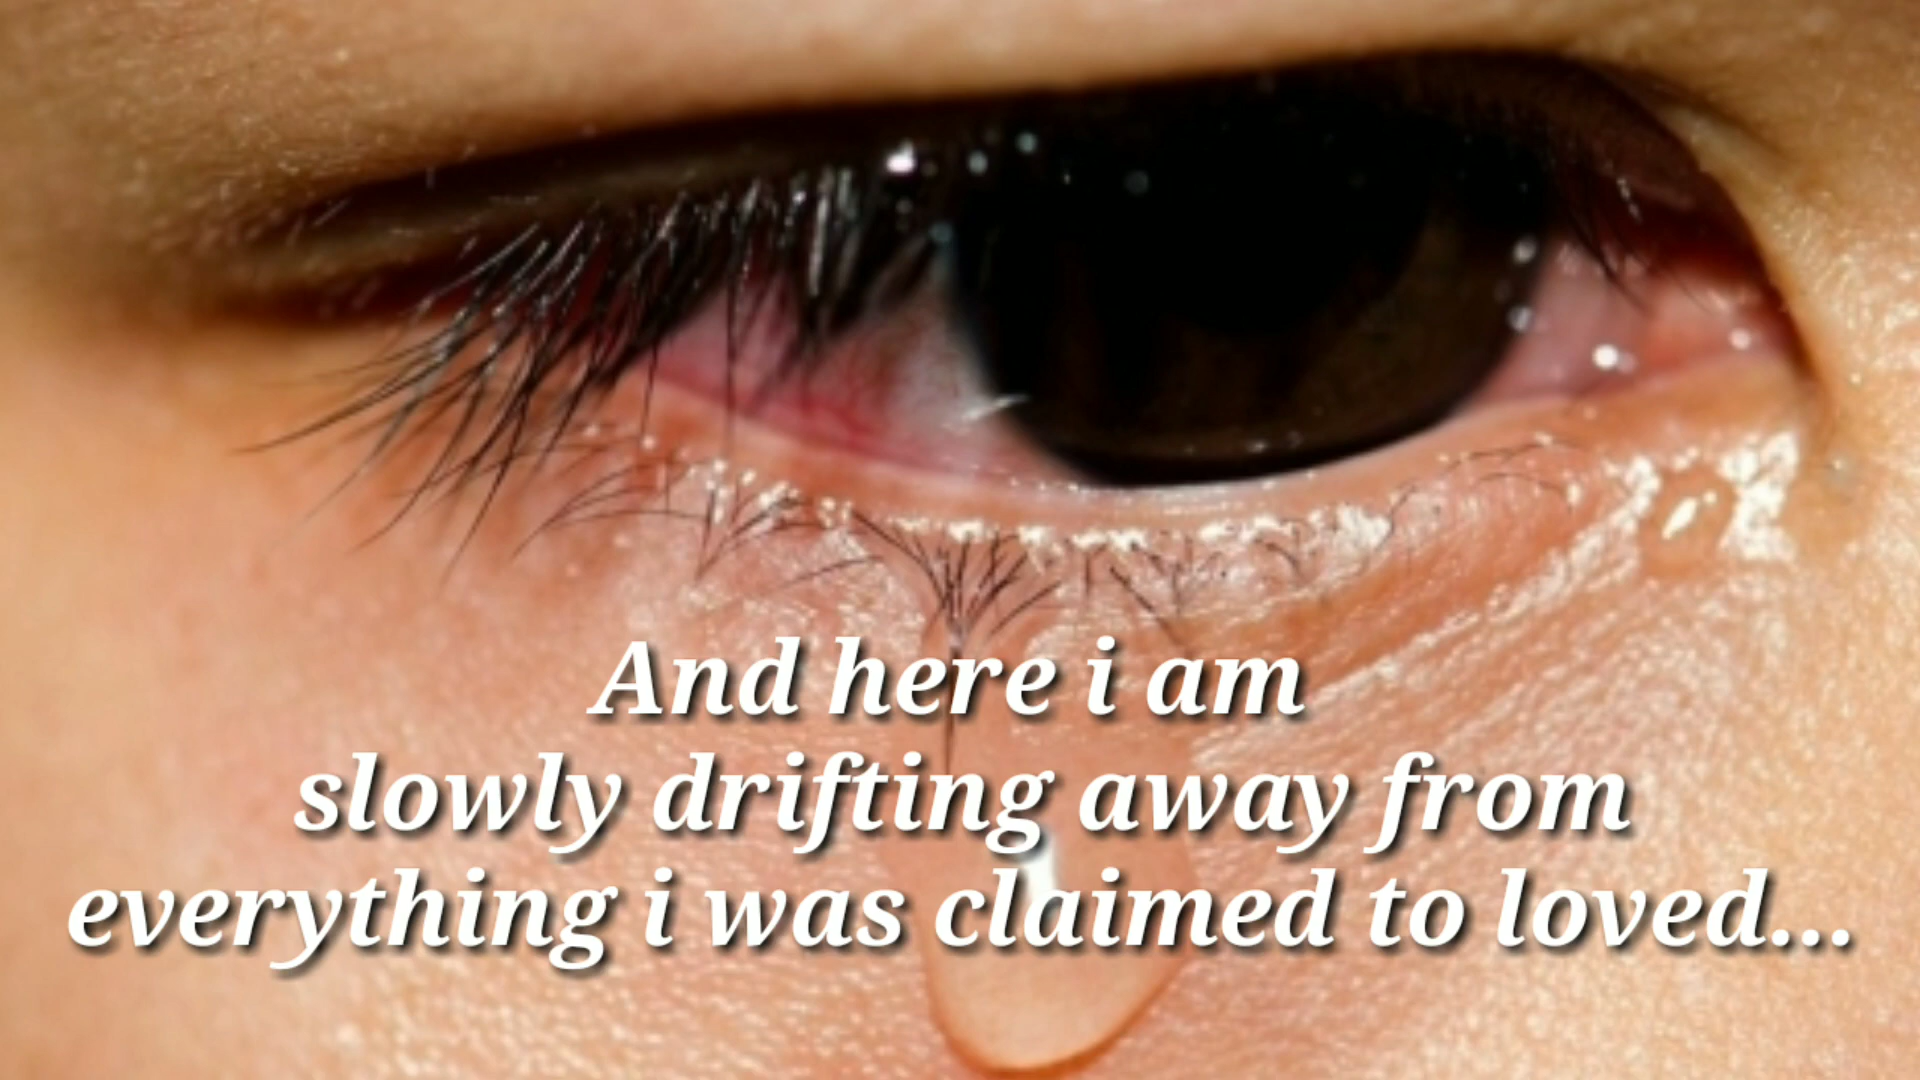 And here i am
slowly drifting away from
everything i was claimed to loved...